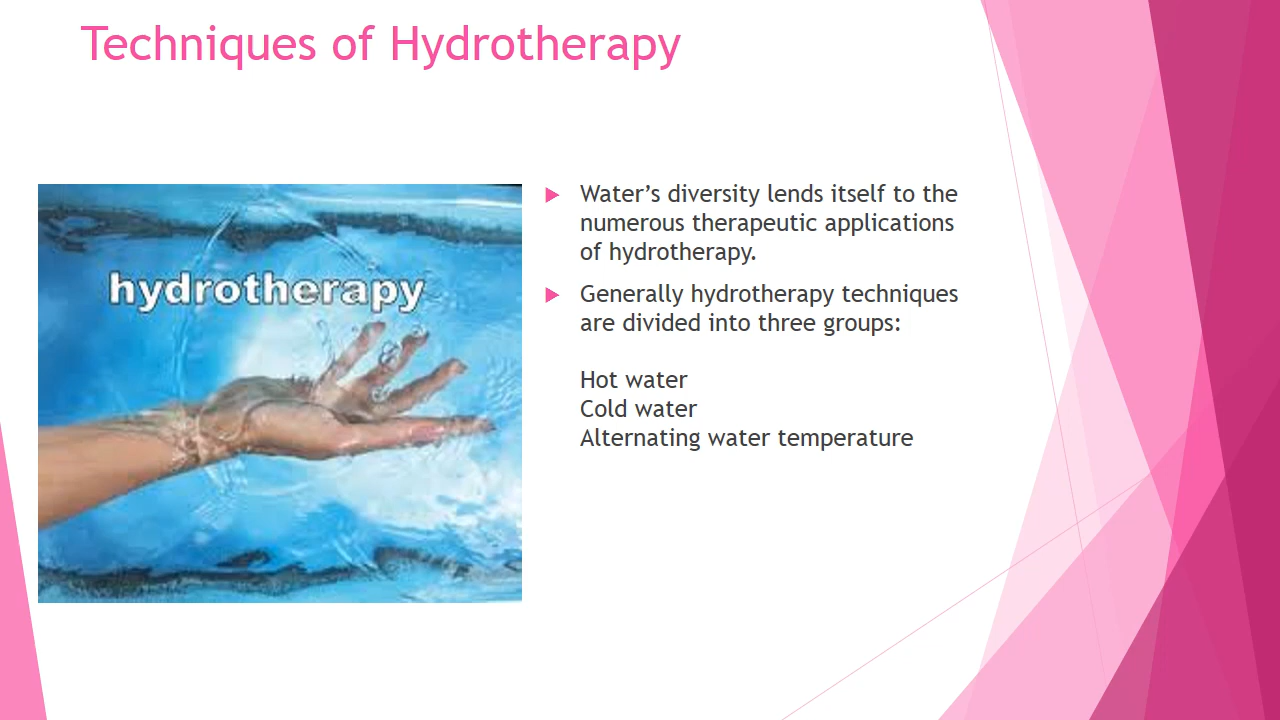 Techniques of Hydrotherapy
hydrotherapy
Water’s diversity lends itself to the
numerous therapeutic applications
of hydrotherapy.
Generally hydrotherapy techniques
are divided into three groups:
Hot water
Cold water
Alternating water temperature